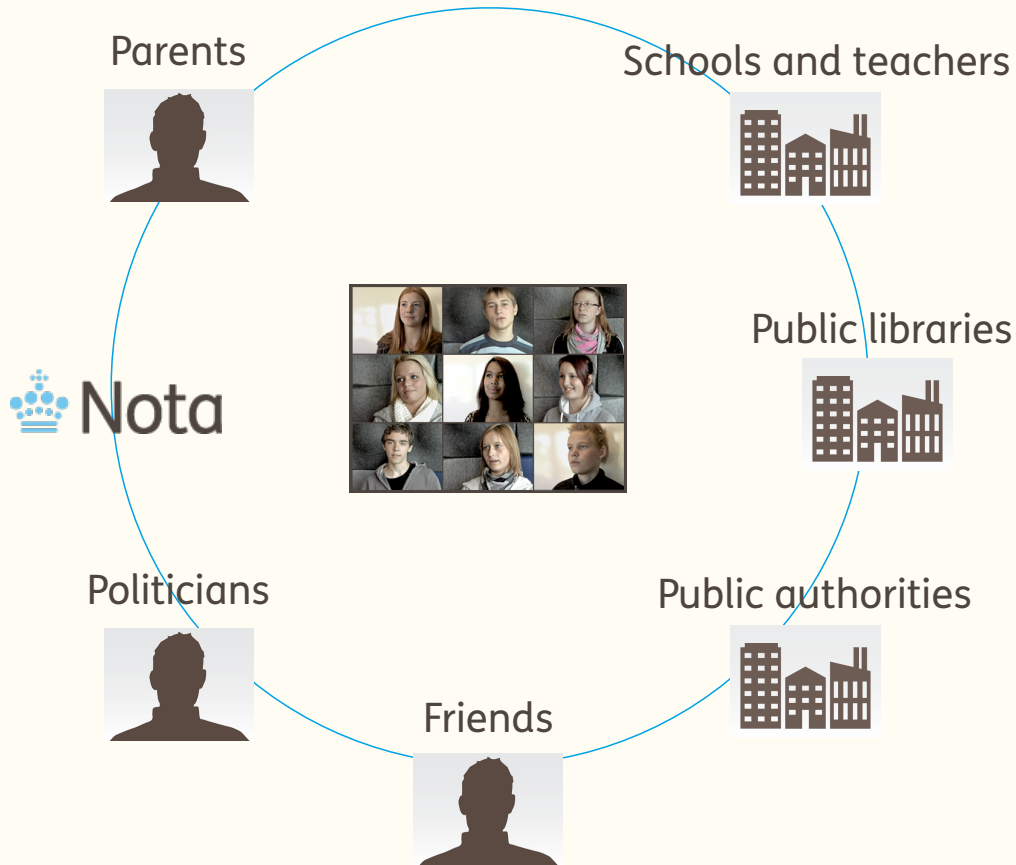 Parents
Schools and teachers
Public libraries
Nota
Politicians
Public authorities
Friends